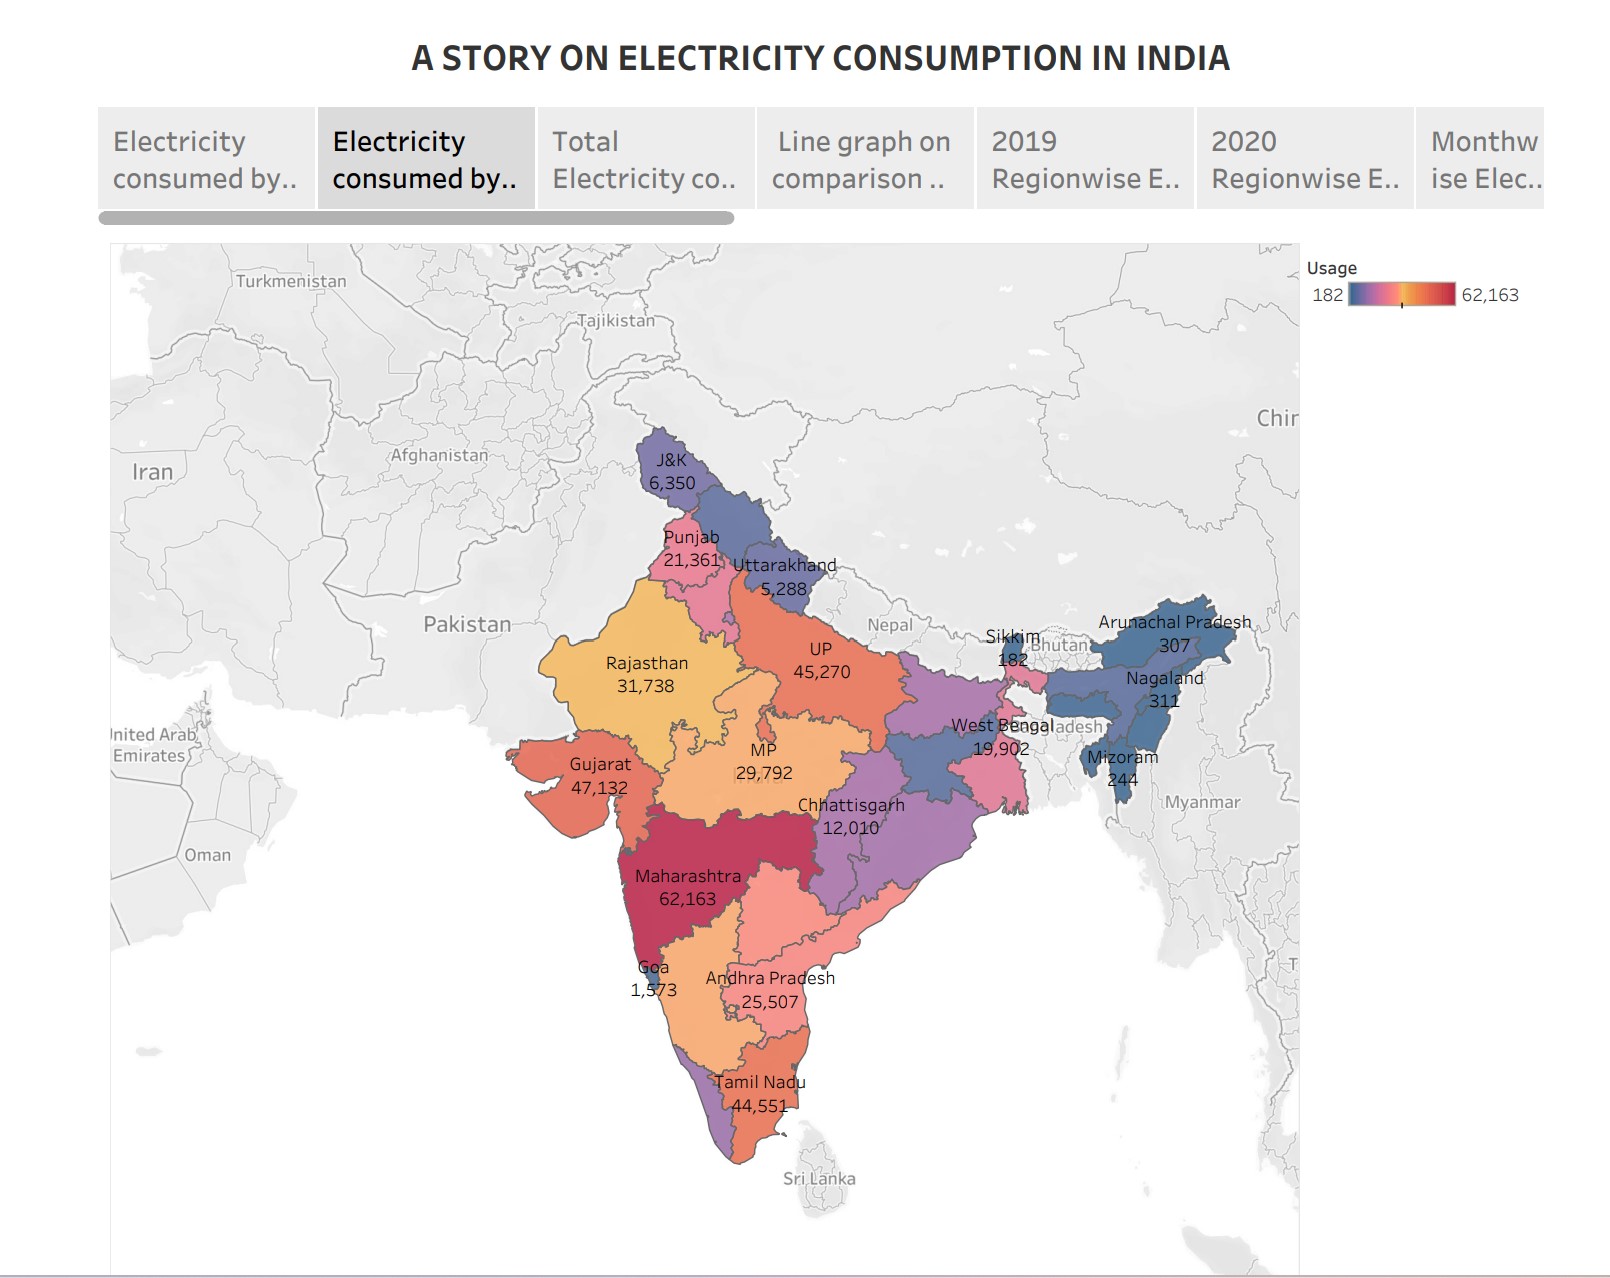 A STORY ON ELECTRICITY CONSUMPTION IN INDIA
Electricity
consumed by..
Electricity
consumed by..
Total
Electricity co..
Line graph on
comparison ..
2019
Regionwise E..
2020
Regionwise E..
Monthw
ise Elec..
Usage
182
62,163
Turkmenistan
Tajikistan
Chir
Afghanistan
Iran
J&K
6,350
Punjab
21,361
Uttarakhand
5,288
Pakistan
Nepal
Sikkim
182
Bhutan
Arunachal Pradesh
307
UP
45,270
Rajasthan
31,738
Nagaland
311
United Arab
Emirates
West Bengal
19,902
ladesh
Gujarat
47,132
MP
29,792
Mizoram
244
Myanmar
Chhattisgarh
12,010
Oman
Maharashtra
62,163
Goa
1,573
Andhra Pradesh
25,507
T
Tamil Nadu
44,551
Sri Lanka